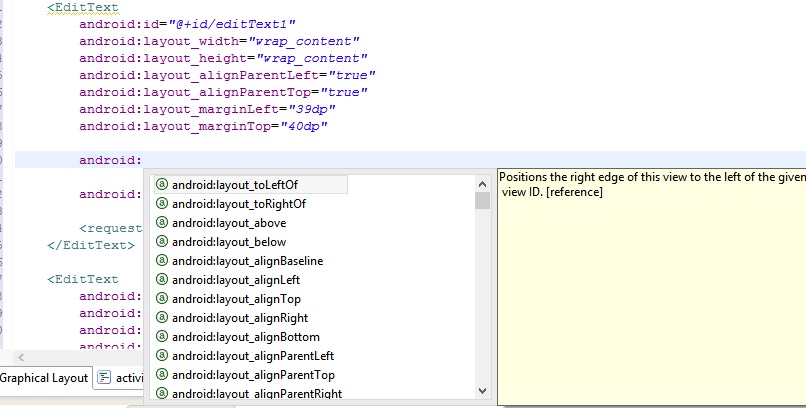 <EditText
android:id="@+id/editText1"
android:layout_width="wrap_content"
android:layout_height="wrap_content"
android:layout_alignParentLeft="true"
android:layout_alignParentTop="true"
android:layout_marginLeft="39dp"
android:layout_marginTop="40dp"
android:
android:layout_toLeftOf
android:layout_toRightOf
android:layout_above
android:layout_below
android:layout_alignBaseline
android:layout_alignLeft
android:layout_alignTop
android:layout_alignRight
android:layout_alignBottom
android:layout_alignParentLeft
android:layout_alignParentTop
android:layout_alignParentRight
Positions the right edge of this view to the left of the given
view ID. [reference]
android:
<request
</EditText>
<EditText
android:
android:
android:
android:
Graphical Layout
activi